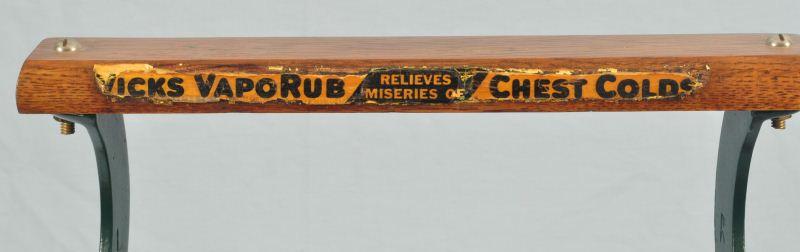 VICKS VAPORUB RELIEVES MISERIES OF CHEST COLDS